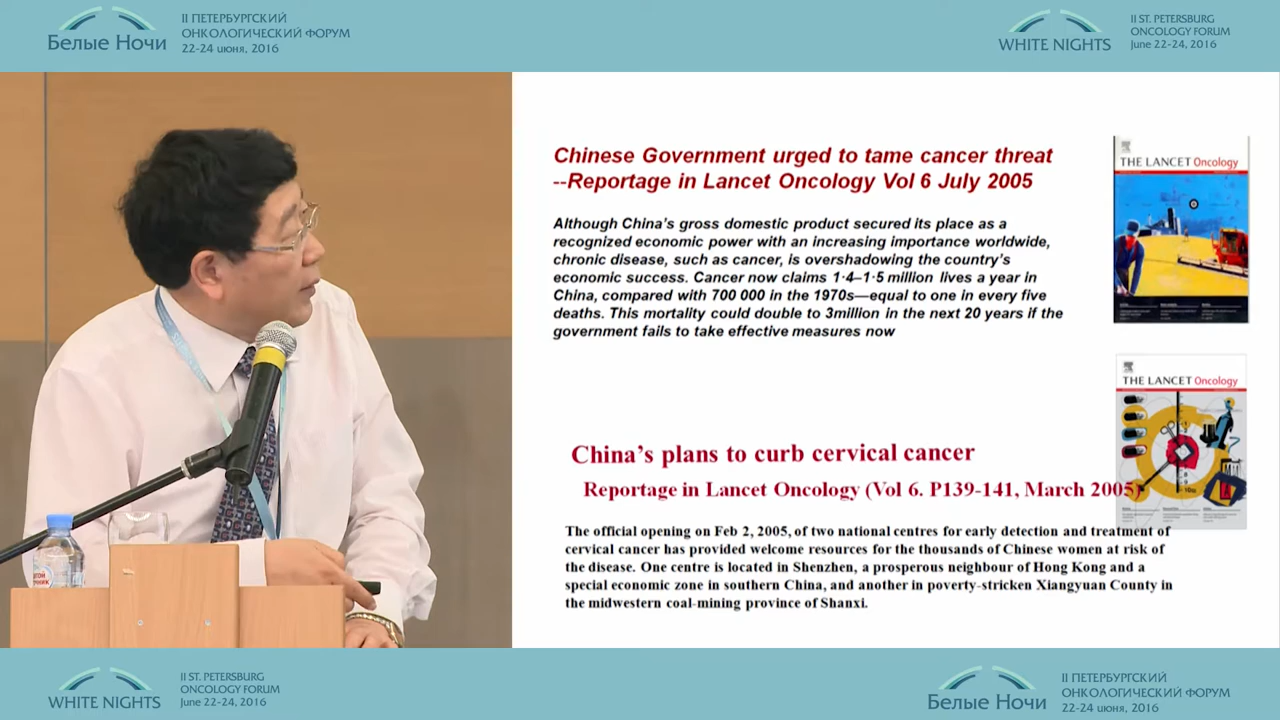 II ПЕТЕРБУРГСКИЙ
ОНКОЛОГИЧЕСКИЙ ФОРУМ
Белые Ночи
22-24 июня, 2016
II ST. PETERSBURG
ONCOLOGY FORUM
WHITE NIGHTS
June 22-24, 2016
Chinese Government urged to tame cancer threat
--Reportage in Lancet Oncology Vol 6 July 2005
Although China's gross domestic product secured its place as a
recognized economic power with an increasing importance worldwide,
chronic disease, such as cancer, is overshadowing the country's
economic success. Cancer now claims 1·4–1·5 million lives a year in
China, compared with 700 000 in the 1970s—equal to one in every five
deaths. This mortality could double to 3million in the next 20 years if the
government fails to take effective measures now
THE LANCET Oncology
THE LANCET Oncology
China's plans to curb cervical cancer
Reportage in Lancet Oncology (Vol 6. P139-141, March 2005)
The official opening on Feb 2, 2005, of two national centres for early detection and treatment of
cervical cancer has provided welcome resources for the thousands of Chinese women at risk of
the disease. One centre is located in Shenzhen, a prosperous neighbour of Hong Kong and a
special economic zone in southern China, and another in poverty-stricken Xiangyuan County in
the midwestern coal-mining province of Shanxi.
II ST. PETERSBURG
ONCOLOGY FORUM
WHITE NIGHTS
June 22-24, 2016
II ПЕТЕРБУРГСКИЙ
ОНКОЛОГИЧЕСКИЙ ФОРУМ
Белые Ночи
22-24 июня, 2016